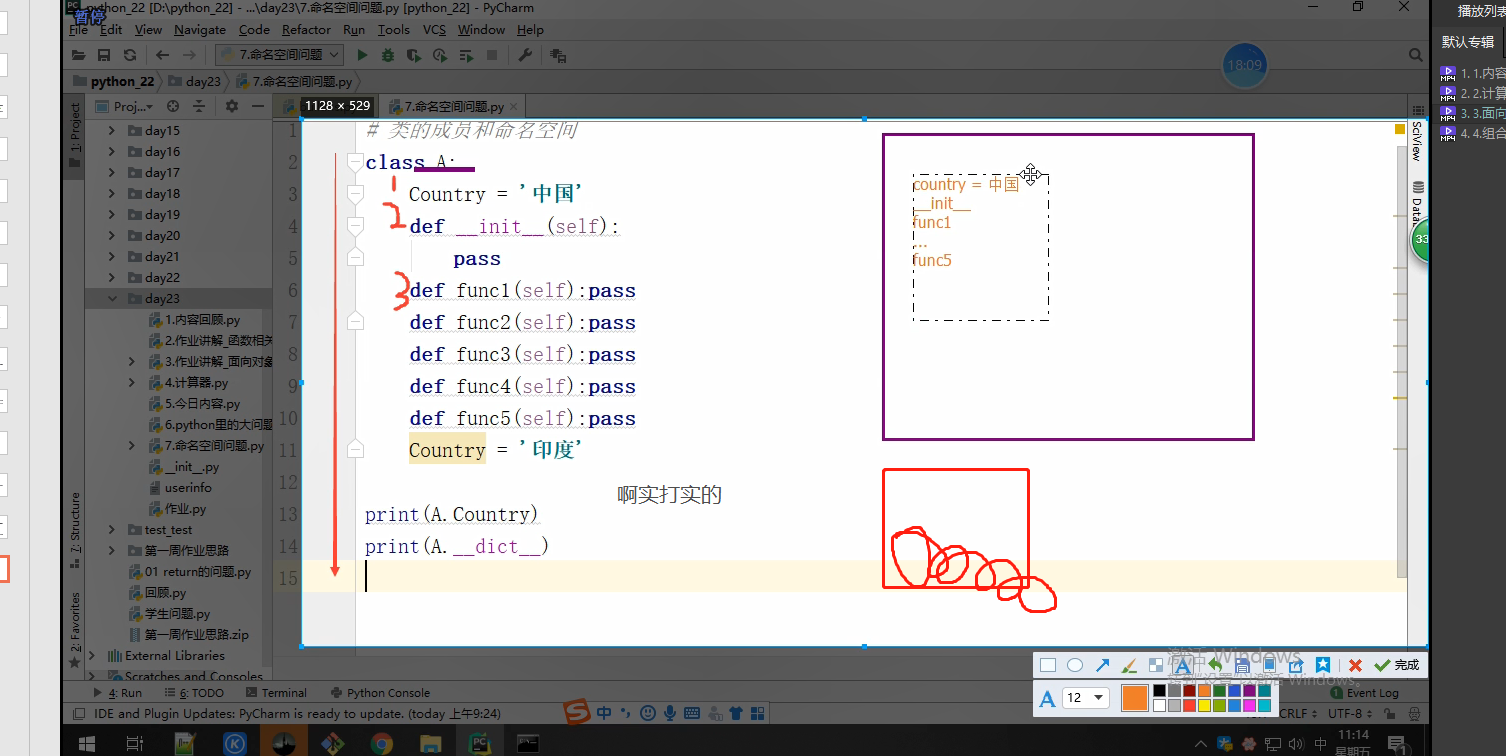 python_22 [D:\python_22] - ...\day23\7.命名空间问题.py [python_22] - PyCharm
暂停
File Edit View Navigate Code Refactor Run Tools VCS Window Help
7.命名空间问题
18:09
python_22 day23 7.命名空间问题.py
Proj...
1128 × 529
7.命名空间问题.py
1: Project
day15
day16
day17
day18
day19
day20
day21
day22
day23
1.内容回顾.py
2.作业讲解_函数相关
3.作业讲解_面向对象
4.计算器.py
5.今日内容.py
6.python里的大问题
7.命名空间问题.py
__init__.py
userinfo
作业.py
test_test
第一周作业思路
01 return的问题.py
回顾.py
学生问题.py
第一周作业思路.zip
External Libraries
Scratches and Consoles
7: Structure
2: Favorites
1 # 类的成员和命名空间
2 class A:
3 Country = '中国'
4 def __init__(self):
5 pass
6 def func1(self):pass
7 def func2(self):pass
8 def func3(self):pass
9 def func4(self):pass
10 def func5(self):pass
11 Country = '印度'
12
13 print(A.Country)
14 print(A.__dict__)
15
1
2
3
啊实打实的
country = 中国
__init__
func1
...
func5
SciView
Data
33
播放列表
默认专辑
1. 1.内容
2. 2.计算
3. 3.面向
4. 4.组合
完成
A 12
激活 Windows
转到"设置"以激活 Windows。
4: Run 6: TODO Terminal Python Console
1 Event Log
IDE and Plugin Updates: PyCharm is ready to update. (today 上午9:24)
中
CRLF UTF-8
中
11:14
星期五